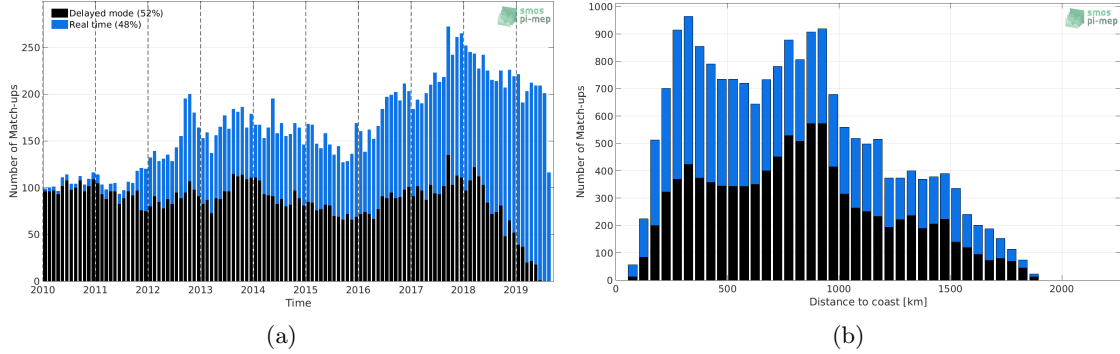 Delayed mode (52%)
Real time (48%)
smos
pi-mep
Number of Match-ups
250
200
150
100
50
0
2010 2011 2012 2013 2014 2015 2016 2017 2018 2019
Time
(a)
smos
pi-mep
Number of Match-ups
1000
900
800
700
600
500
400
300
200
100
0
0 500 1000 1500 2000
Distance to coast [km]
(b)